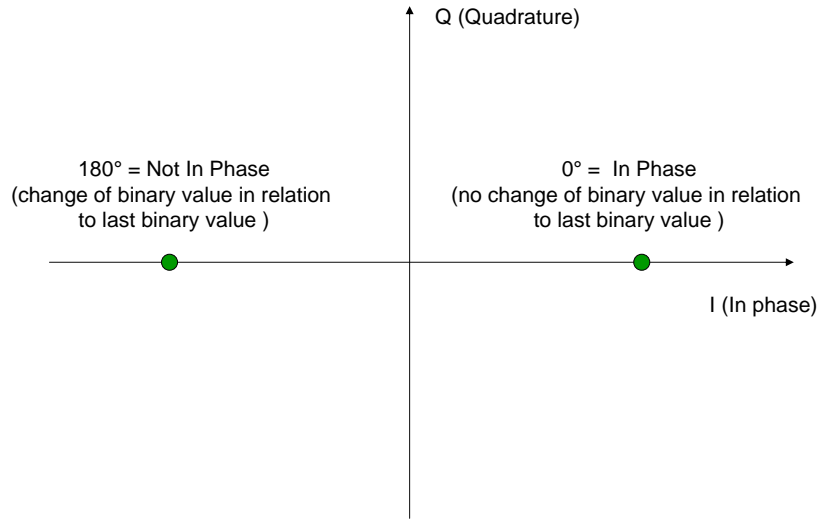 Q (Quadrature)
180° = Not In Phase
(change of binary value in relation
to last binary value )
0° =  In Phase
(no change of binary value in relation
to last binary value )
I (In phase)